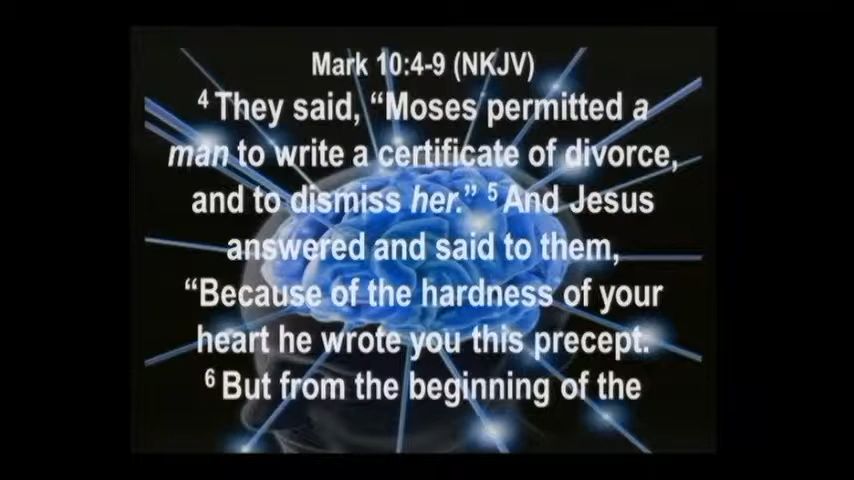 Mark 10:4-9 (NKJV)
4 They said, “Moses permitted a
man to write a certificate of divorce,
and to dismiss her.” 5 And Jesus
answered and said to them,
“Because of the hardness of your
heart he wrote you this precept.
6 But from the beginning of the